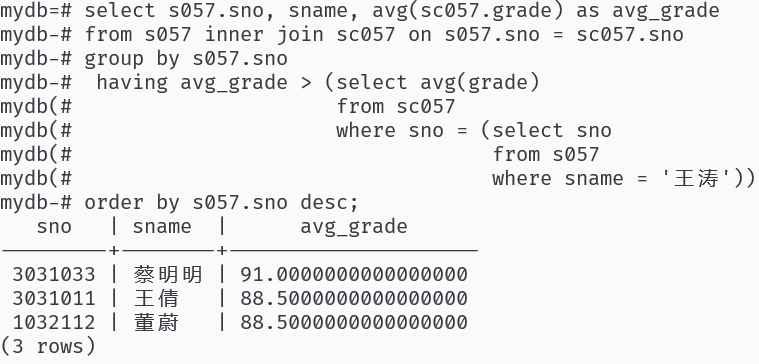 mydb=# select s057.sno, sname, avg(sc057.grade) as avg_grade
mydb-# from s057 inner join sc057 on s057.sno = sc057.sno
mydb-# group by s057.sno
mydb-#  having avg_grade > (select avg(grade)
mydb(#                     from sc057
mydb(#                     where sno = (select sno
mydb(#                                  from s057
mydb(#                                  where sname = '王涛'))
mydb-# order by s057.sno desc;
   sno   | sname  |      avg_grade
---------+--------+---------------------
 3031033 | 蔡明明 | 91.0000000000000000
 3031011 | 王倩   | 88.5000000000000000
 1032112 | 董蔚   | 88.5000000000000000
(3 rows)